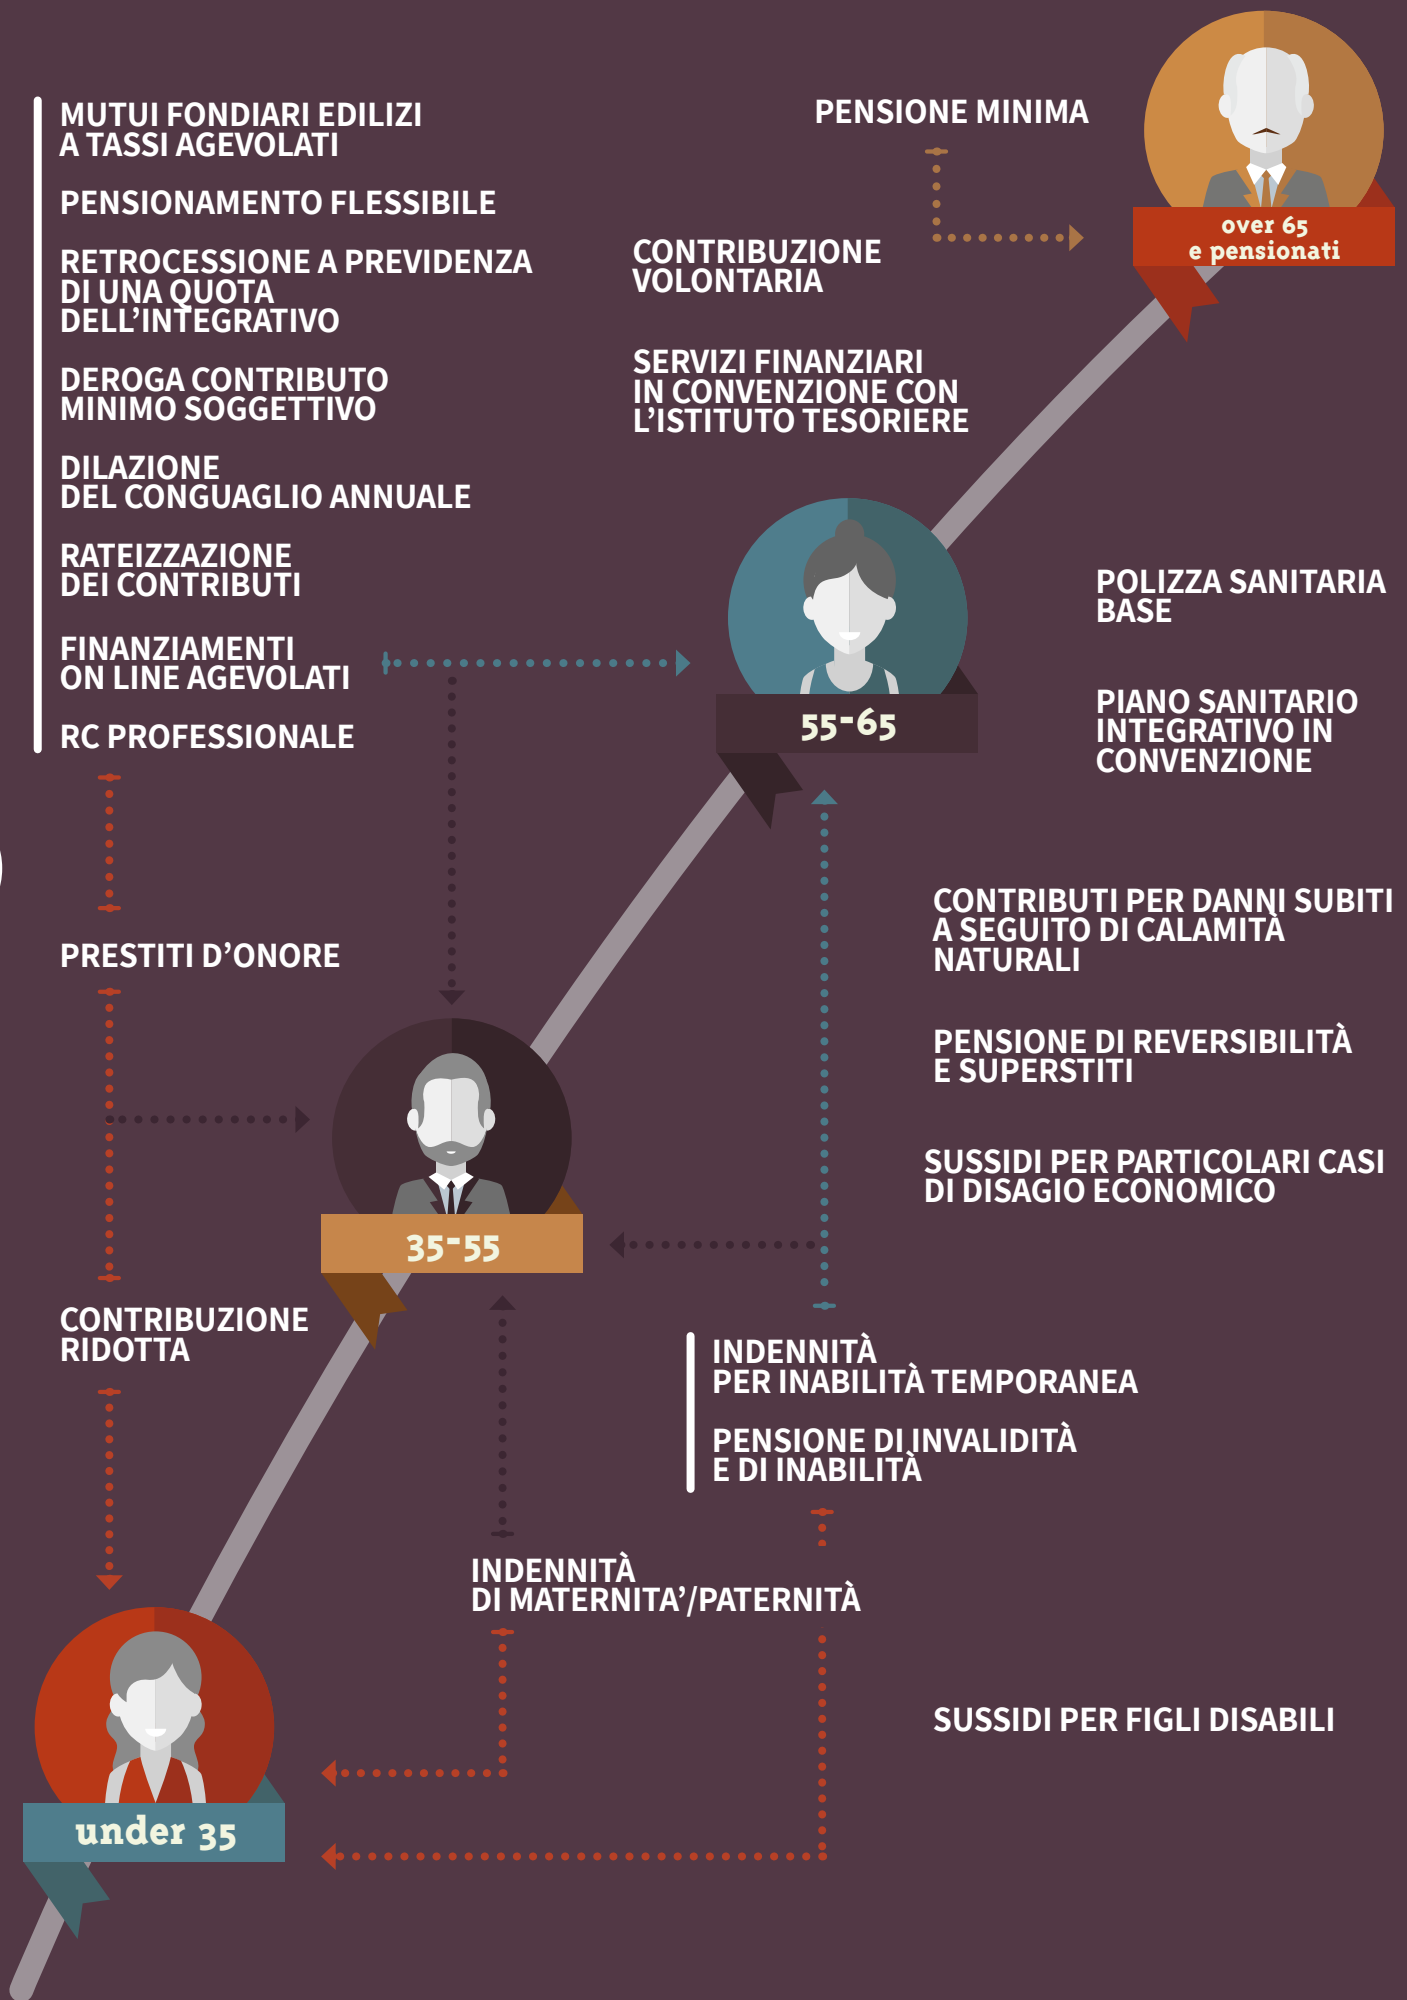 MUTUI FONDIARI EDILIZI
A TASSI AGEVOLATI
PENSIONAMENTO FLESSIBILE
RETROCESSIONE A PREVIDENZA
DI UNA QUOTA
DELL'INTEGRATIVO
DEROGA CONTRIBUTO
MINIMO SOGGETTIVO
DILAZIONE
DEL CONGUAGLIO ANNUALE
RATEIZZAZIONE
DEI CONTRIBUTI
FINANZIAMENTI
ON LINE AGEVOLATI
RC PROFESSIONALE
PENSIONE MINIMA
over 65
e pensionati
CONTRIBUZIONE
VOLONTARIA
SERVIZI FINANZIARI
IN CONVENZIONE CON
L'ISTITUTO TESORIERE
55-65
POLIZZA SANITARIA
BASE
PIANO SANITARIO
INTEGRATIVO IN
CONVENZIONE
CONTRIBUTI PER DANNI SUBITI
A SEGUITO DI CALAMITÀ
NATURALI
PRESTITI D'ONORE
PENSIONE DI REVERSIBILITÀ
E SUPERSTITI
SUSSIDI PER PARTICOLARI CASI
DI DISAGIO ECONOMICO
35-55
CONTRIBUZIONE
RIDOTTA
INDENNITÀ
PER INABILITÀ TEMPORANEA
PENSIONE DI INVALIDITÀ
E DI INABILITÀ
INDENNITÀ
DI MATERNITA'/PATERNITÀ
SUSSIDI PER FIGLI DISABILI
under 35